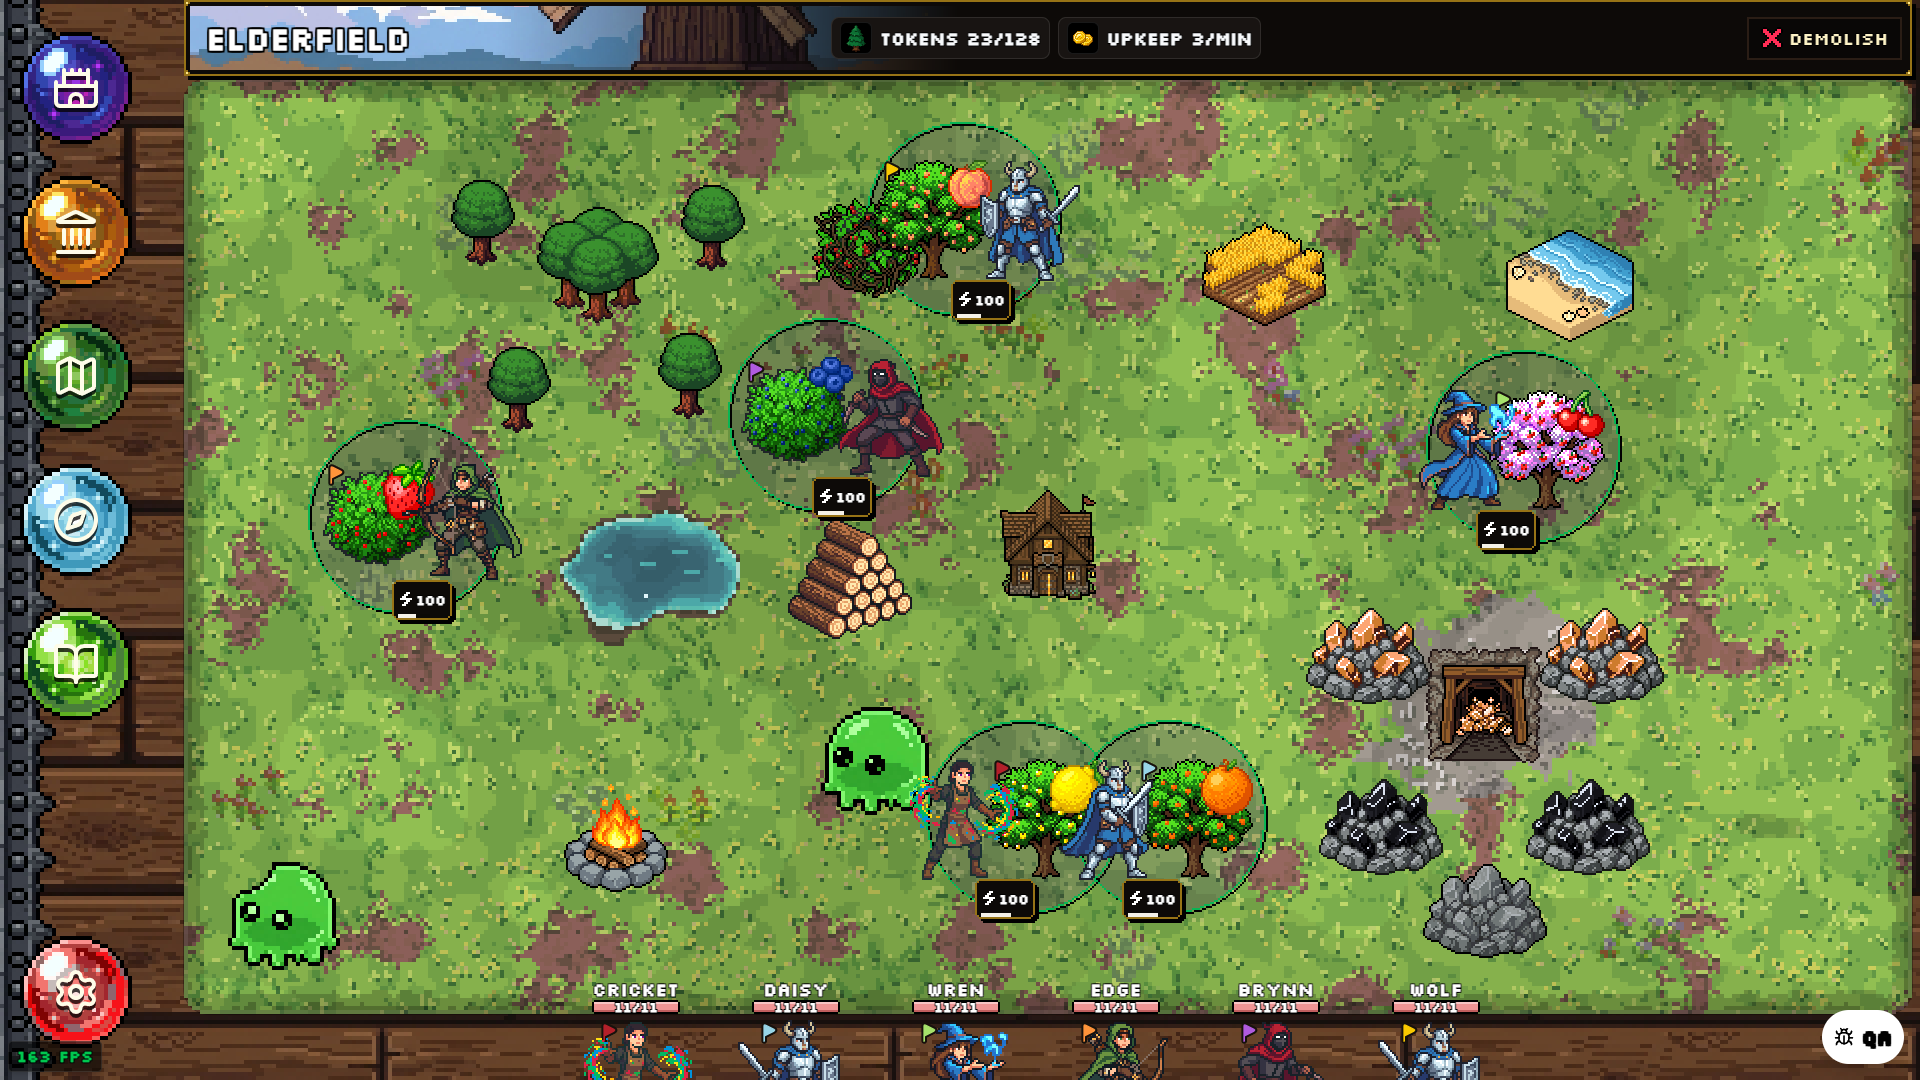 ELDERFIELD
TOKENS 23/128
UPKEEP 3/MIN
DEMOLISH
100
100
100
100
100
100
CRICKET
11/11
DAISY
11/11
WREN
11/11
EDGE
11/11
BRYNN
11/11
WOLF
11/11
163 FPS
QA